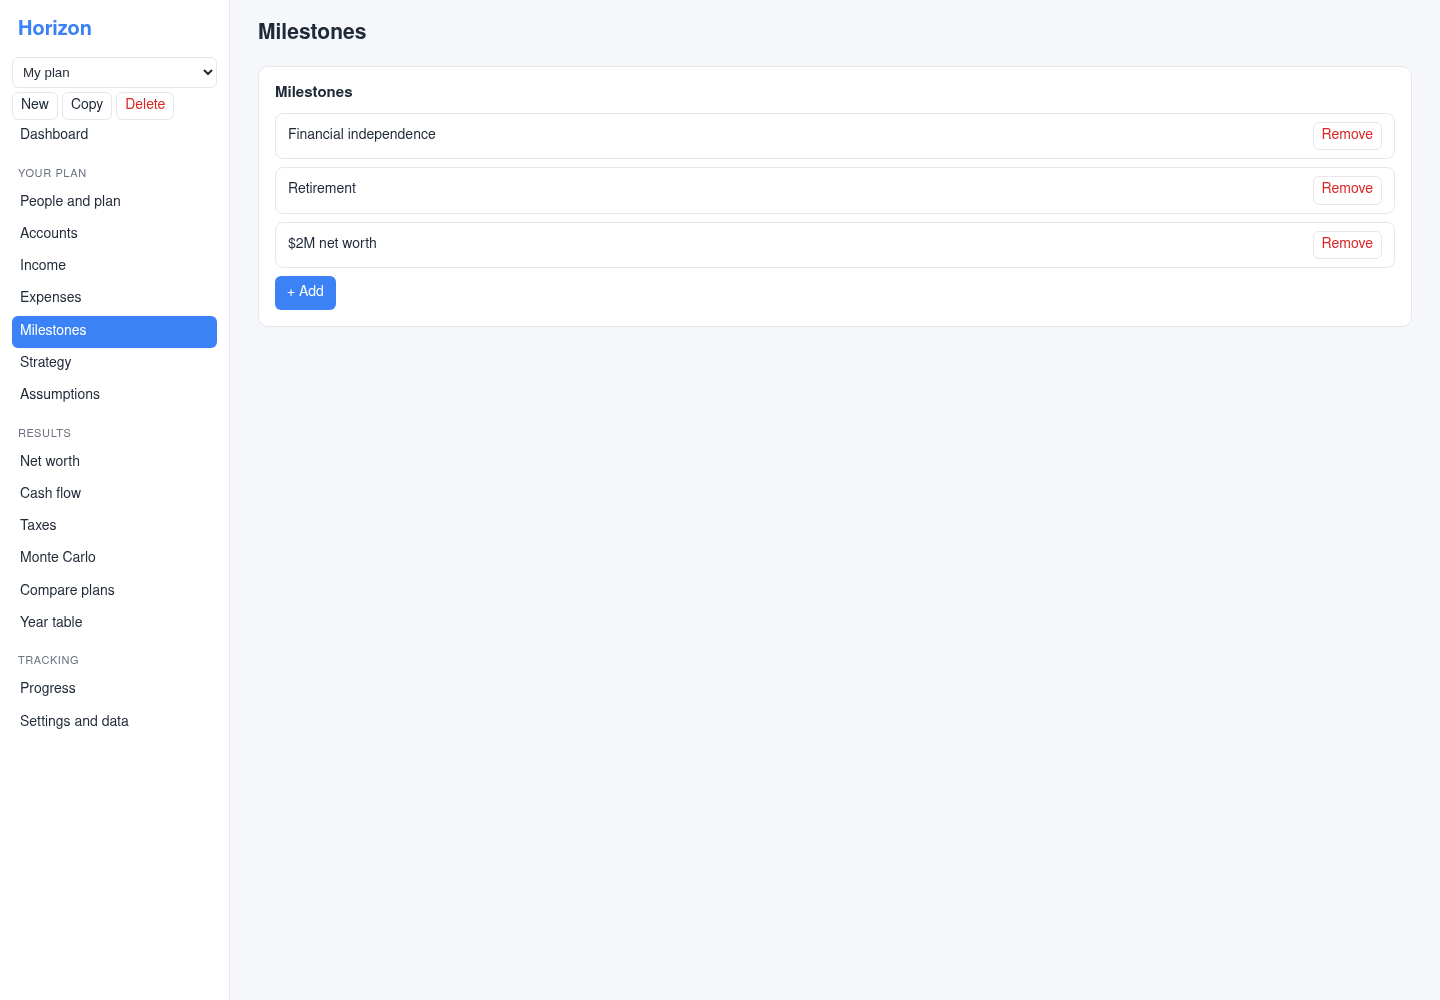 Horizon
My plan
New Copy Delete
Dashboard
YOUR PLAN
People and plan
Accounts
Income
Expenses
Milestones
Strategy
Assumptions
RESULTS
Net worth
Cash flow
Taxes
Monte Carlo
Compare plans
Year table
TRACKING
Progress
Settings and data
Milestones
Milestones
Financial independence Remove
Retirement Remove
$2M net worth Remove
+ Add